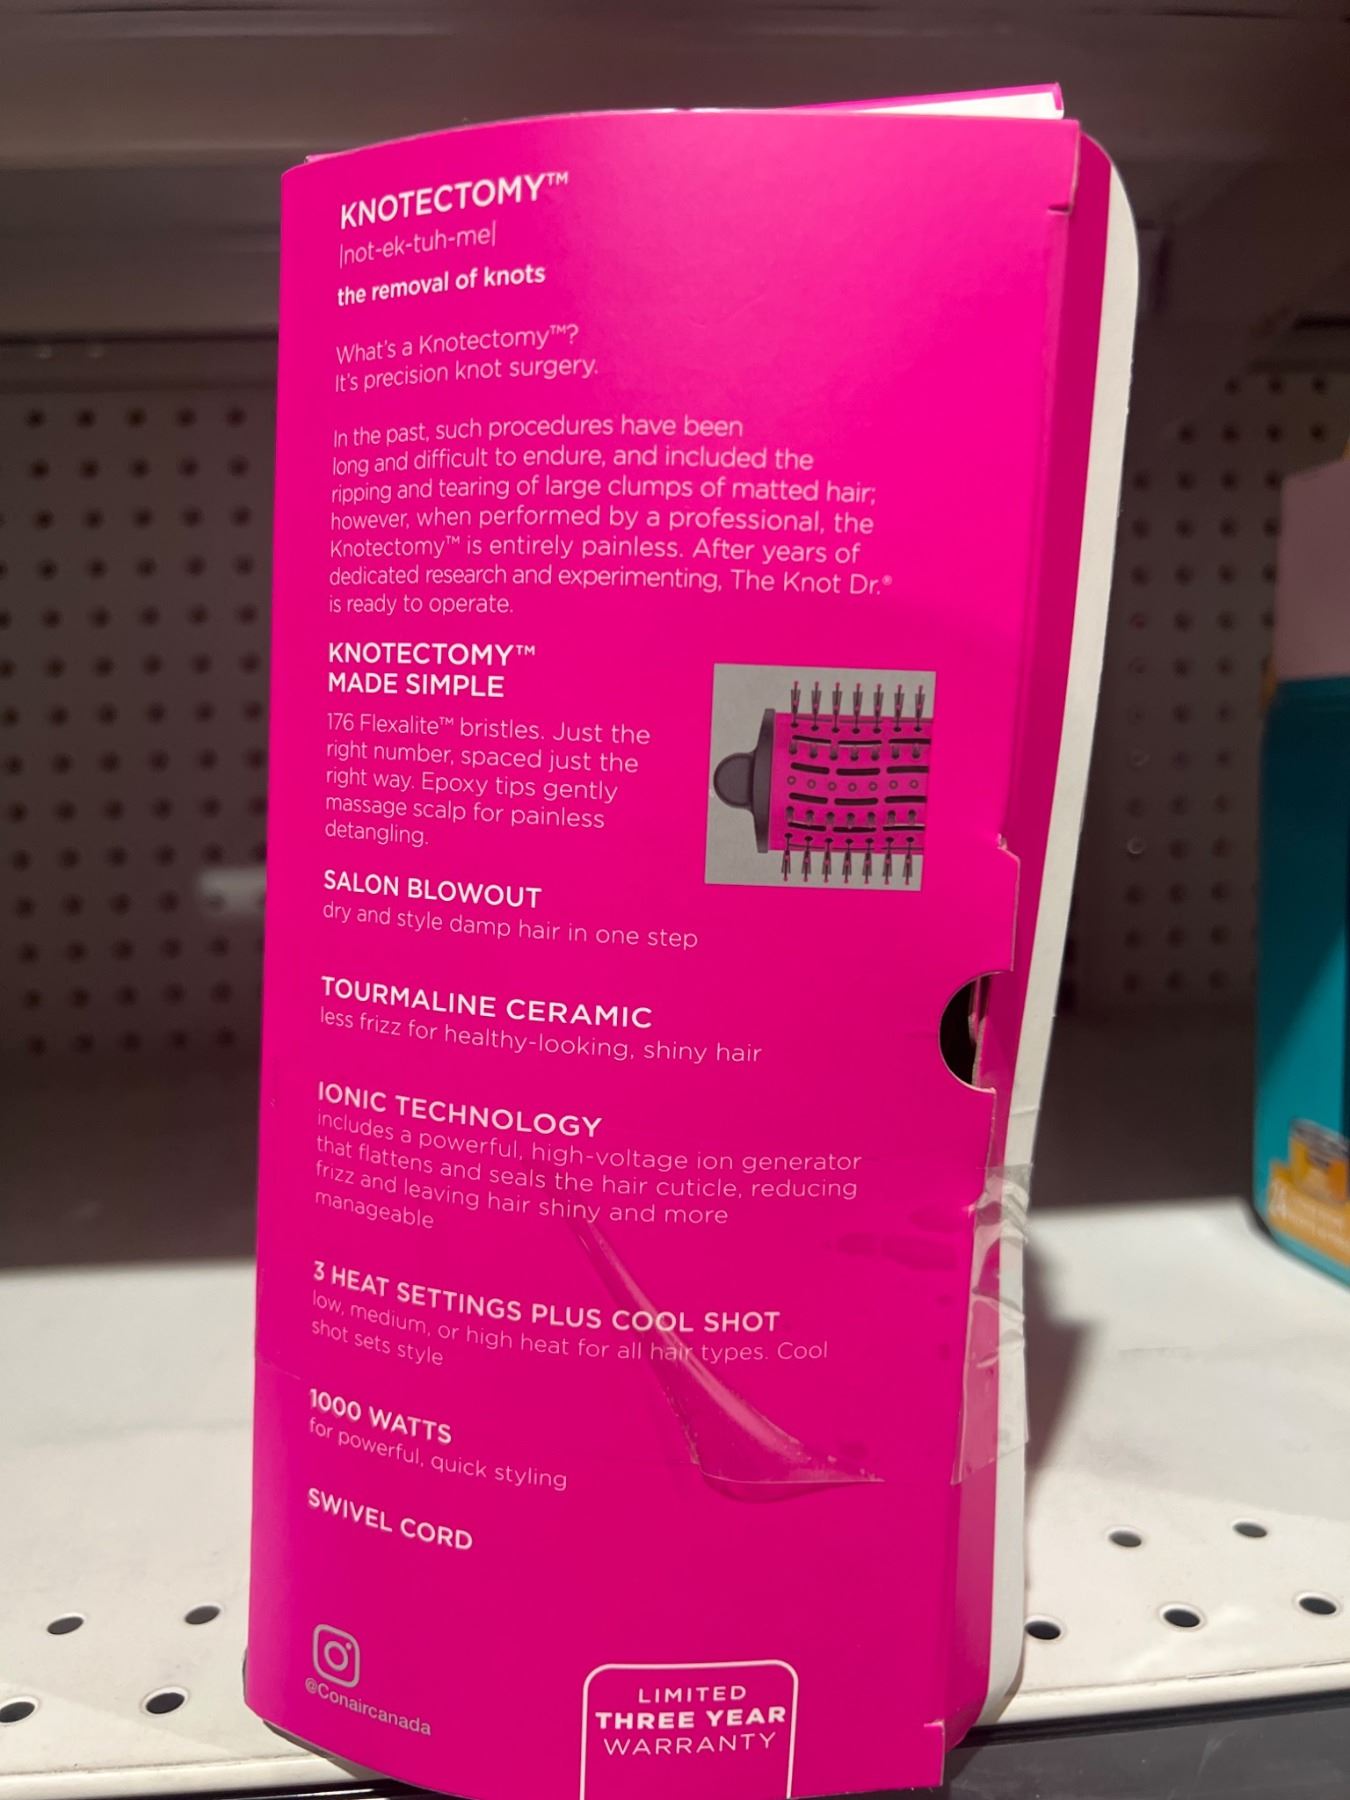 KNOTECTOMY™
|not-ek-tuh-me|
the removal of knots
What's a Knotectomy™?
It's precision knot surgery.
In the past, such procedures have been
long and difficult to endure, and included the
ripping and tearing of large clumps of matted hair;
however, when performed by a professional, the
Knotectomy™ is entirely painless. After years of
dedicated research and experimenting, The Knot Dr.®
is ready to operate.
KNOTECTOMY™
MADE SIMPLE
176 Flexalite™ bristles. Just the
right number, spaced just the
right way. Epoxy tips gently
massage scalp for painless
detangling.
SALON BLOWOUT
dry and style damp hair in one step
TOURMALINE CERAMIC
less frizz for healthy-looking, shiny hair
IONIC TECHNOLOGY
includes a powerful, high-voltage ion generator
that flattens and seals the hair cuticle, reducing
frizz and leaving hair shiny and more
manageable
3 HEAT SETTINGS PLUS COOL SHOT
low, medium, or high heat for all hair types. Cool
shot sets style
1000 WATTS
for powerful, quick styling
SWIVEL CORD
@Conaircanada
LIMITED
THREE YEAR
WARRANTY